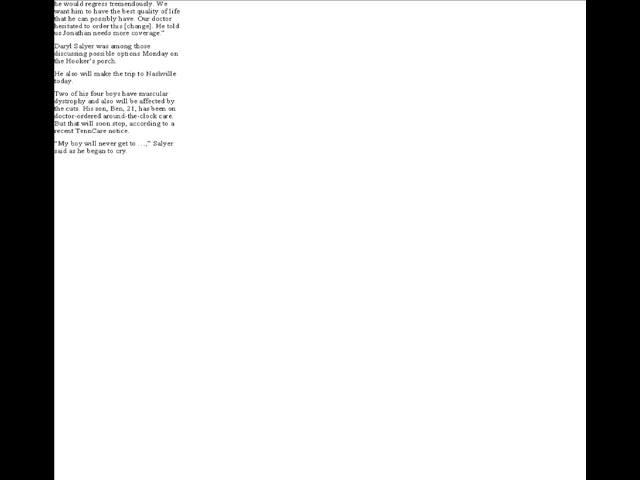 he would regress tremendously. We
want him to have the best quality of life
that he can possibly have. Our doctor
hesitated to order this [change]. He told
us Jonathan needs more coverage."
Daryl Salyer was among those
discussing possible options Monday on
the Hooker's porch.
He also will make the trip to Nashville
today.
Two of his four boys have muscular
dystrophy and also will be affected by
the cuts. His son, Ben, 21, has been on
doctor-ordered around-the-clock care.
But that will soon stop, according to a
recent TennCare notice.
"My boy will never get to ...," Salyer
said as he began to cry.